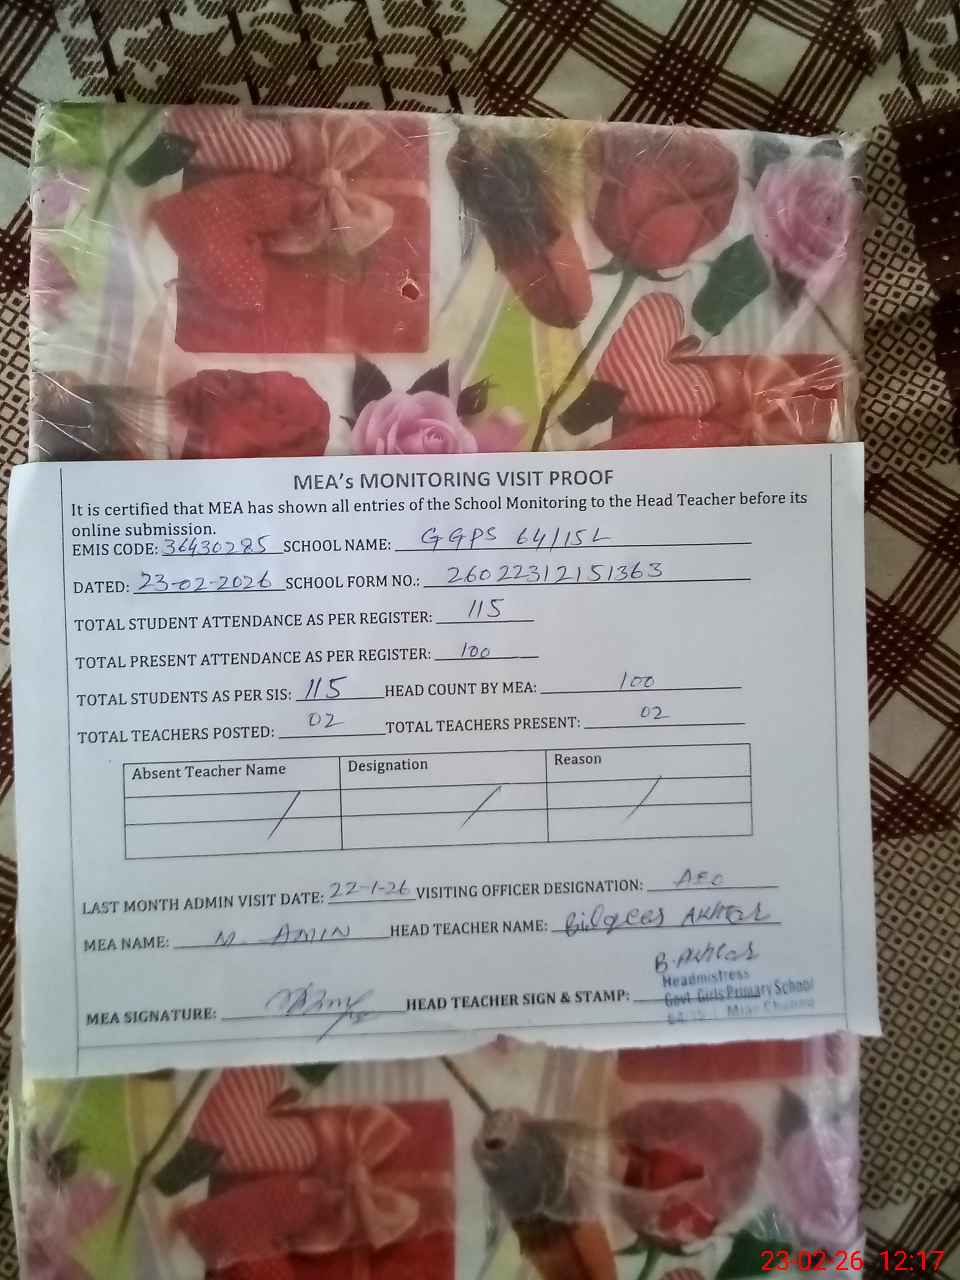 MEA's MONITORING VISIT PROOF
It is certified that MEA has shown all entries of the School Monitoring to the Head Teacher before its
online submission.
EMIS CODE: 36430285 SCHOOL NAME: GGPS 64/15L
DATED: 23-02-2026 SCHOOL FORM NO.: 26022312151363
TOTAL STUDENT ATTENDANCE AS PER REGISTER: 115
TOTAL PRESENT ATTENDANCE AS PER REGISTER: 100
TOTAL STUDENTS AS PER SIS: 115 HEAD COUNT BY MEA: 100
TOTAL TEACHERS POSTED: 02 TOTAL TEACHERS PRESENT: 02
Absent Teacher Name Designation Reason
LAST MONTH ADMIN VISIT DATE: 22-1-26 VISITING OFFICER DESIGNATION: AEO
MEA NAME: M. AMIN HEAD TEACHER NAME: Bilqees Akhtar
B. Akhtar
Headmistress
MEA SIGNATURE: HEAD TEACHER SIGN & STAMP: Govt. Girls Primary School
Mian Channu
23-02-26 12:17